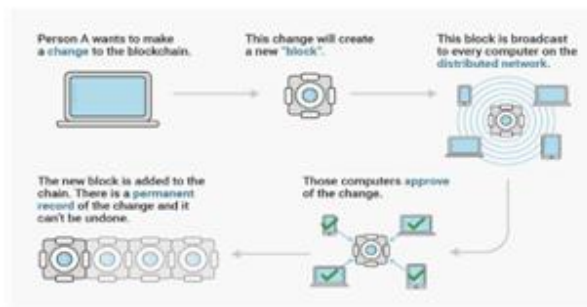 Person A wants to make
a change to the blockchain.
This change will create
a new "block".
This block is broadcast
to every computer on the
distributed network.
Those computers approve
of the change.
The new block is added to the
chain. There is a permanent
record of the change and it
can't be undone.